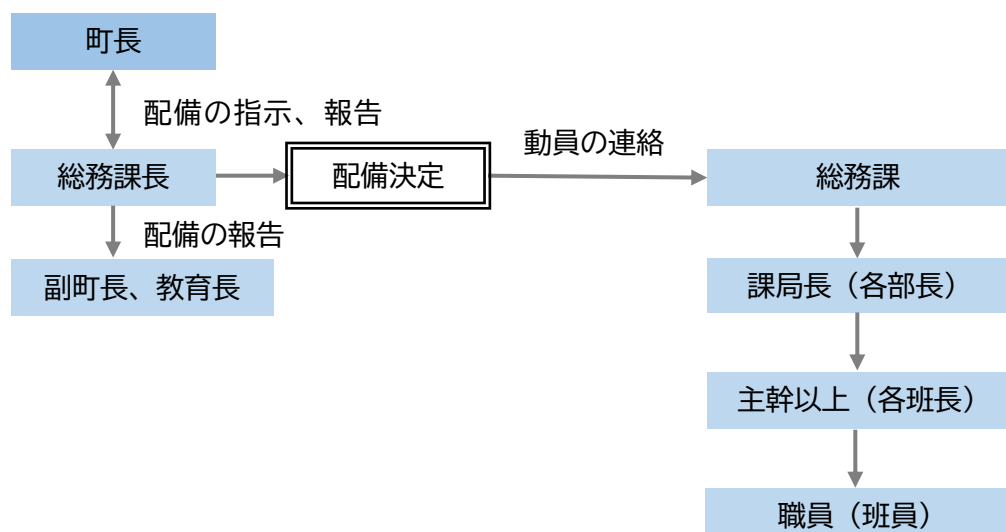 町長
配備の指示、報告
動員の連絡
総務課長
配備決定
総務課
配備の報告
副町長、教育長
課局長（各部長）
主幹以上（各班長）
職員（班員）